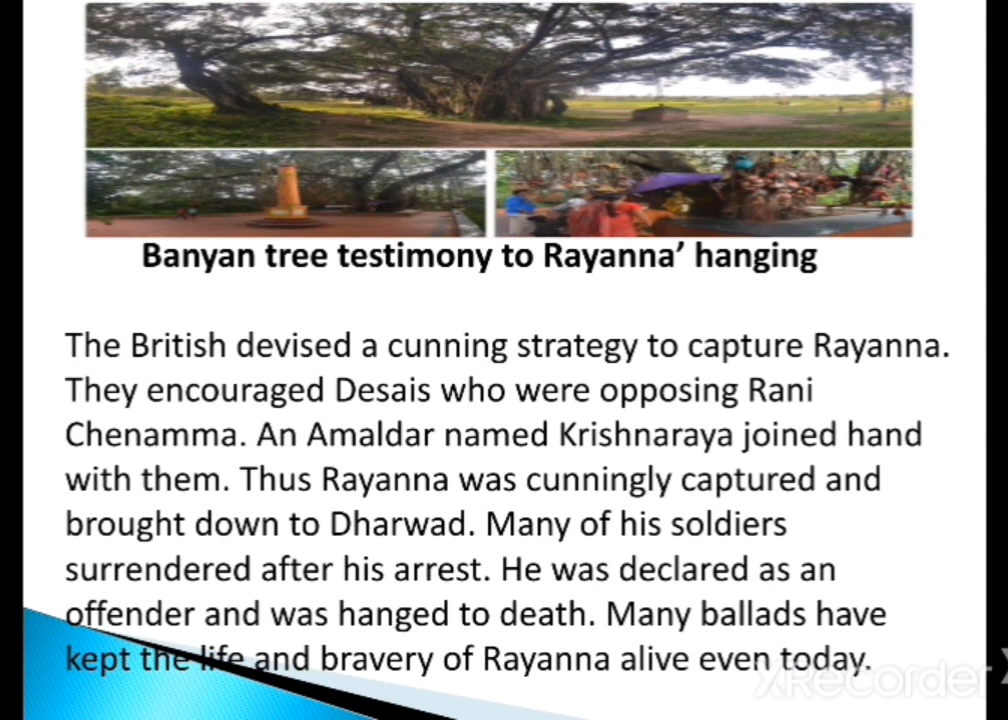 Banyan tree testimony to Rayanna’ hanging
The British devised a cunning strategy to capture Rayanna.
They encouraged Desais who were opposing Rani
Chenamma. An Amaldar named Krishnaraya joined hand
with them. Thus Rayanna was cunningly captured and
brought down to Dharwad. Many of his soldiers
surrendered after his arrest. He was declared as an
offender and was hanged to death. Many ballads have
kept the life and bravery of Rayanna alive even today.
XRecorder